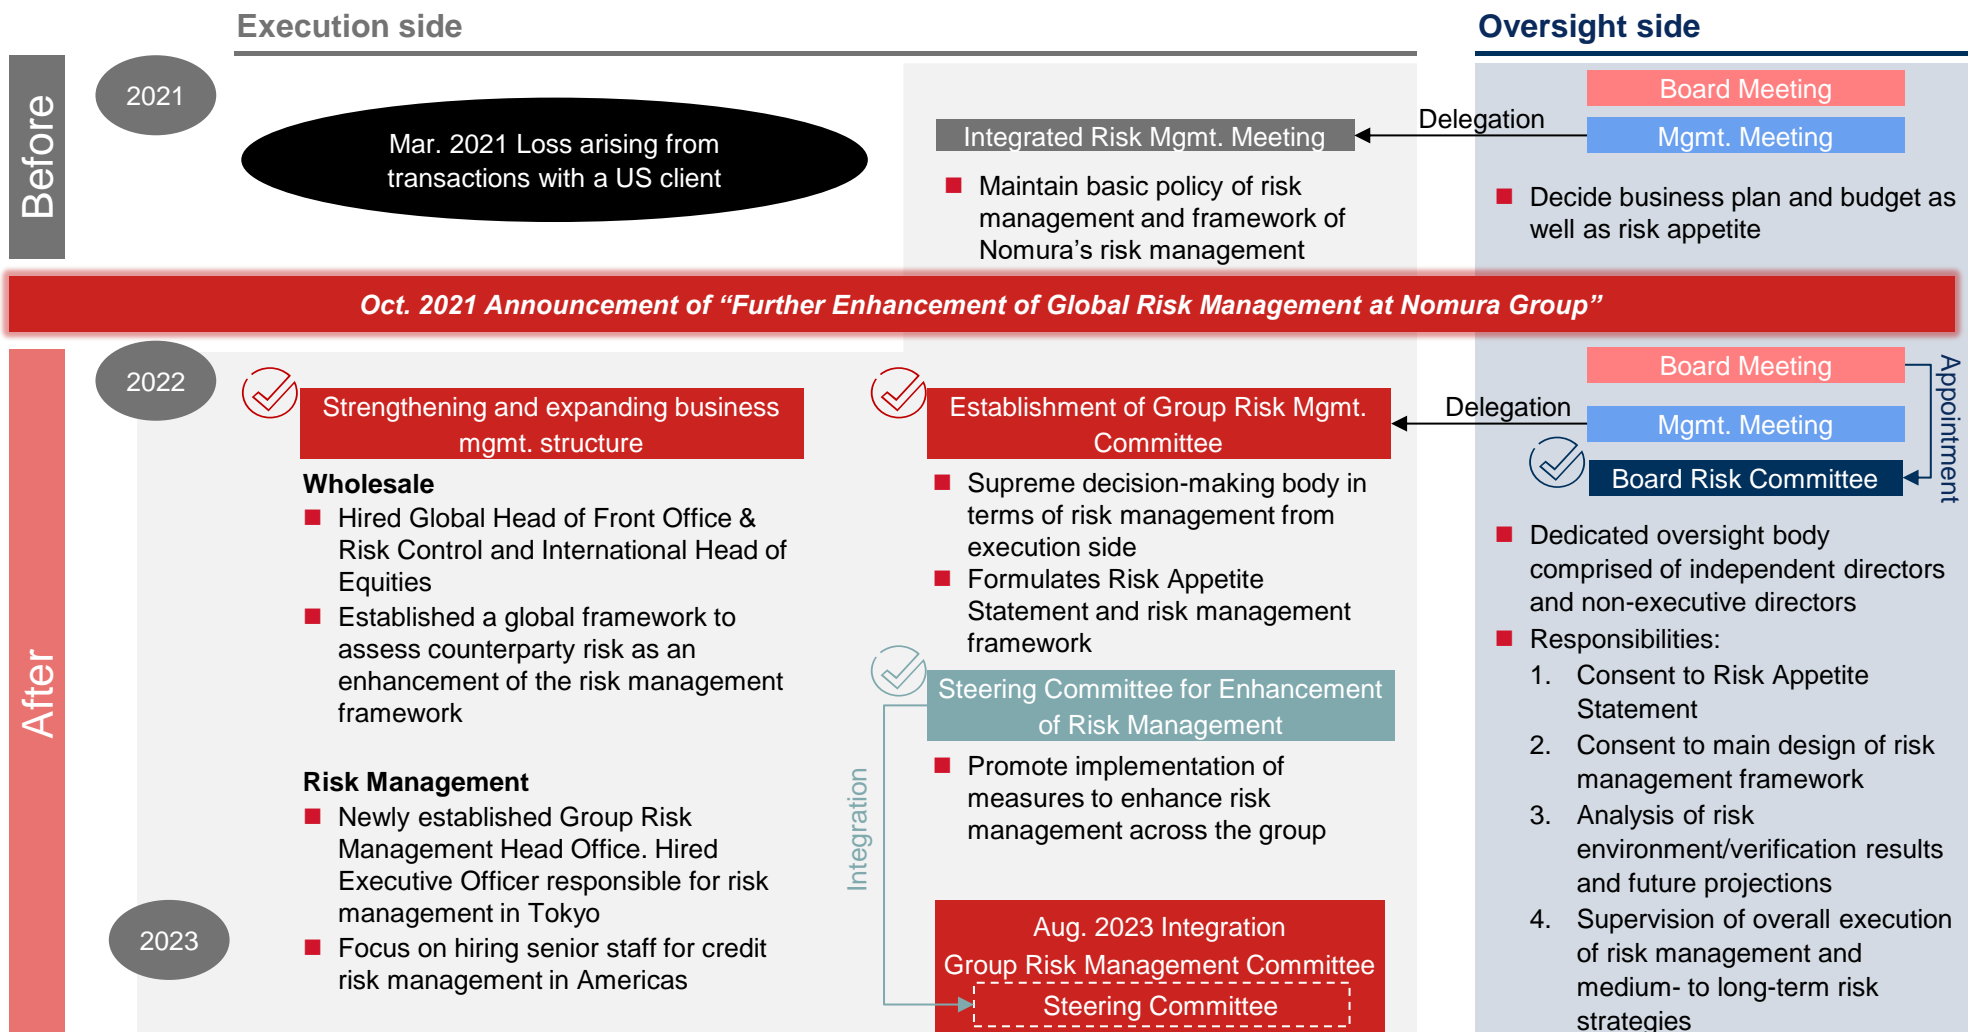 Execution side
Oversight side
Before
2021
Mar. 2021 Loss arising from
transactions with a US client
Integrated Risk Mgmt. Meeting
Maintain basic policy of risk
management and framework of
Nomura’s risk management
Delegation
Board Meeting
Mgmt. Meeting
Decide business plan and budget as
well as risk appetite
Oct. 2021 Announcement of “Further Enhancement of Global Risk Management at Nomura Group”
After
2022
Strengthening and expanding business
mgmt. structure
Wholesale
Hired Global Head of Front Office &
Risk Control and International Head of
Equities
Established a global framework to
assess counterparty risk as an
enhancement of the risk management
framework
Risk Management
Newly established Group Risk
Management Head Office. Hired
Executive Officer responsible for risk
management in Tokyo
Focus on hiring senior staff for credit
risk management in Americas
2023
Establishment of Group Risk Mgmt.
Committee
Supreme decision-making body in
terms of risk management from
execution side
Formulates Risk Appetite
Statement and risk management
framework
Steering Committee for Enhancement
of Risk Management
Promote implementation of
measures to enhance risk
management across the group
Integration
Aug. 2023 Integration
Group Risk Management Committee
Steering Committee
Delegation
Board Meeting
Mgmt. Meeting
Board Risk Committee
Appointment
Dedicated oversight body
comprised of independent directors
and non-executive directors
Responsibilities:
1. Consent to Risk Appetite
Statement
2. Consent to main design of risk
management framework
3. Analysis of risk
environment/verification results
and future projections
4. Supervision of overall execution
of risk management and
medium- to long-term risk
strategies